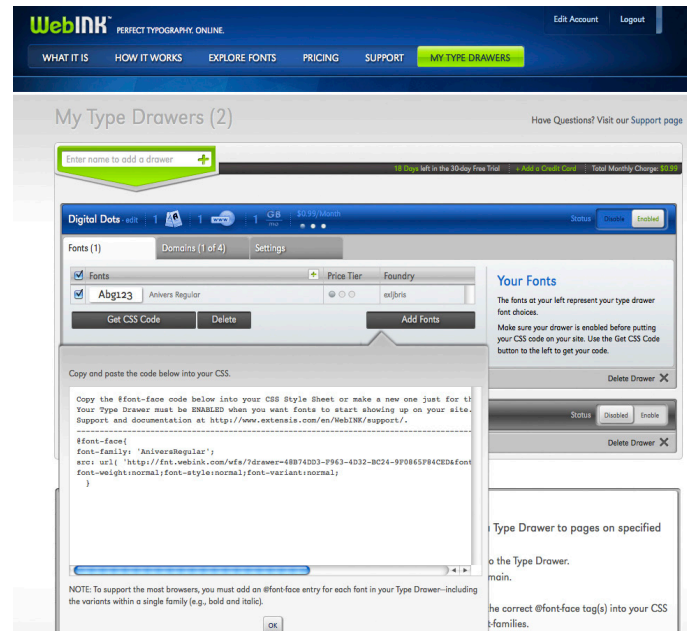 WebINK™ PERFECT TYPOGRAPHY. ONLINE.
Edit Account Logout
WHAT IT IS HOW IT WORKS EXPLORE FONTS PRICING SUPPORT MY TYPE DRAWERS
My Type Drawers (2)
Have Questions? Visit our Support page
Enter name to add a drawer
18 Days left in the 30-day Free Trial + Add a Credit Card Total Monthly Charge: $0.99
Digital Dots - edit 1 1 www 1 GB mo $0.99/Month
Status Disable Enabled
Fonts (1) Domains (1 of 4) Settings
Fonts + Price Tier Foundry
Abg123 Anivers Regular exljbris
Get CSS Code Delete Add Fonts
Your Fonts
The fonts at your left represent your type drawer
font choices.
Make sure your drawer is enabled before putting
your CSS code on your site. Use the Get CSS Code
button to the left to get your code.
Delete Drawer X
Status Disabled Enable
Delete Drawer X
Copy and paste the code below into your CSS.
Copy the @font-face code below into your CSS Style Sheet or make a new one just for th
Your Type Drawer must be ENABLED when you want fonts to start showing up on your site.
Support and documentation at http://www.extensis.com/en/WebINK/support/.
@font-face{
font-family: 'AniversRegular';
src: url( 'http://fnt.webink.com/wfs/?drawer=48B74DD3-F963-4D32-BC24-9F0865F84CED&font
font-weight:normal;font-style:normal;font-variant:normal;
}
NOTE: To support the most browsers, you must add an @font-face entry for each font in your Type Drawer--including
the variants within a single family (e.g., bold and italic).
OK
Type Drawer to pages on specified
o the Type Drawer.
main.
he correct @font-face tag(s) into your CSS
t-families.